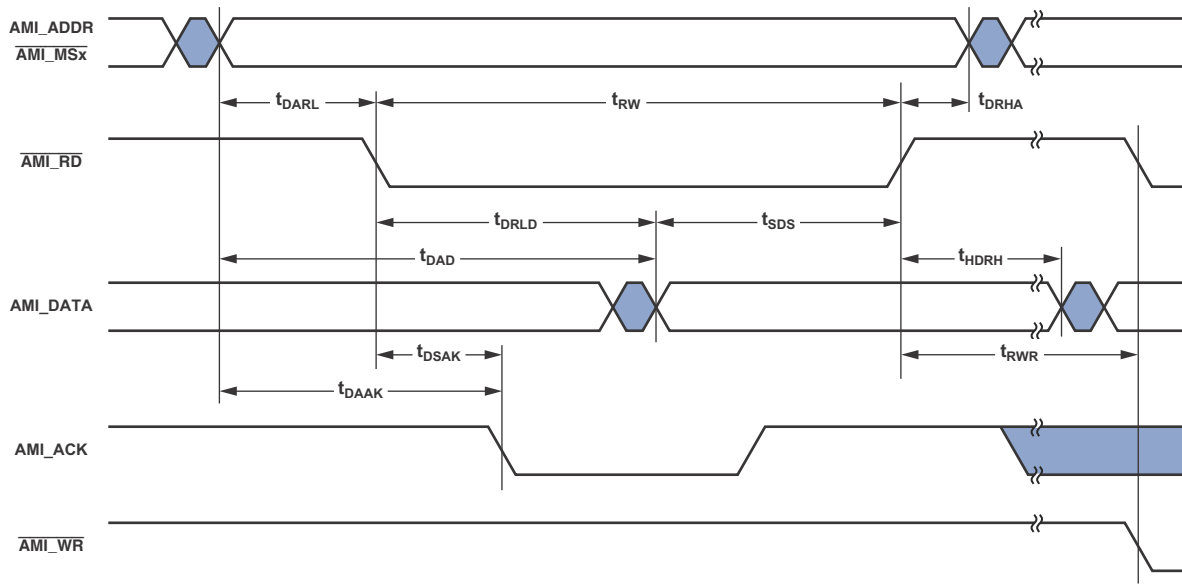 AMI_ADDR
AMI_MSx
tDARL
tRW
tDRHA
AMI_RD
tDRLD
tSDS
tDAD
tHDRH
AMI_DATA
tDSAK
tRWR
tDAAK
AMI_ACK
AMI_WR